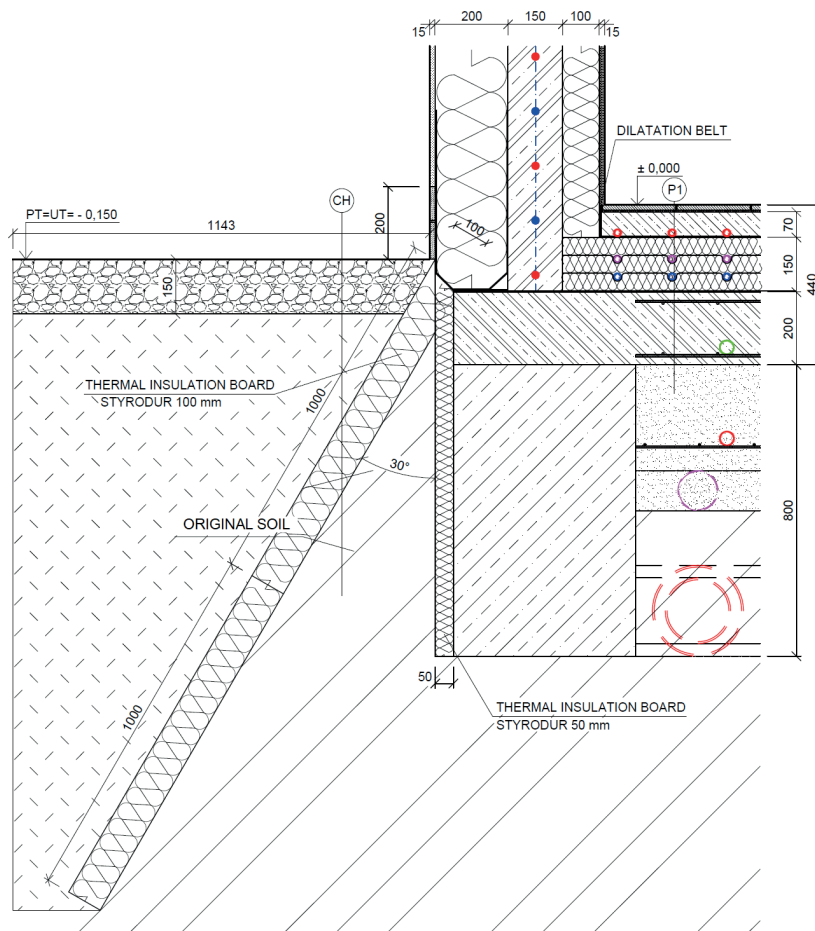 200 150 100
15 15
DILATATION BELT
± 0,000
P1
CH
PT=UT= - 0,150
1143
200
100
70
150
150
440
200
THERMAL INSULATION BOARD
STYRODUR 100 mm
1000
30°
ORIGINAL SOIL
800
50
THERMAL INSULATION BOARD
STYRODUR 50 mm
1000